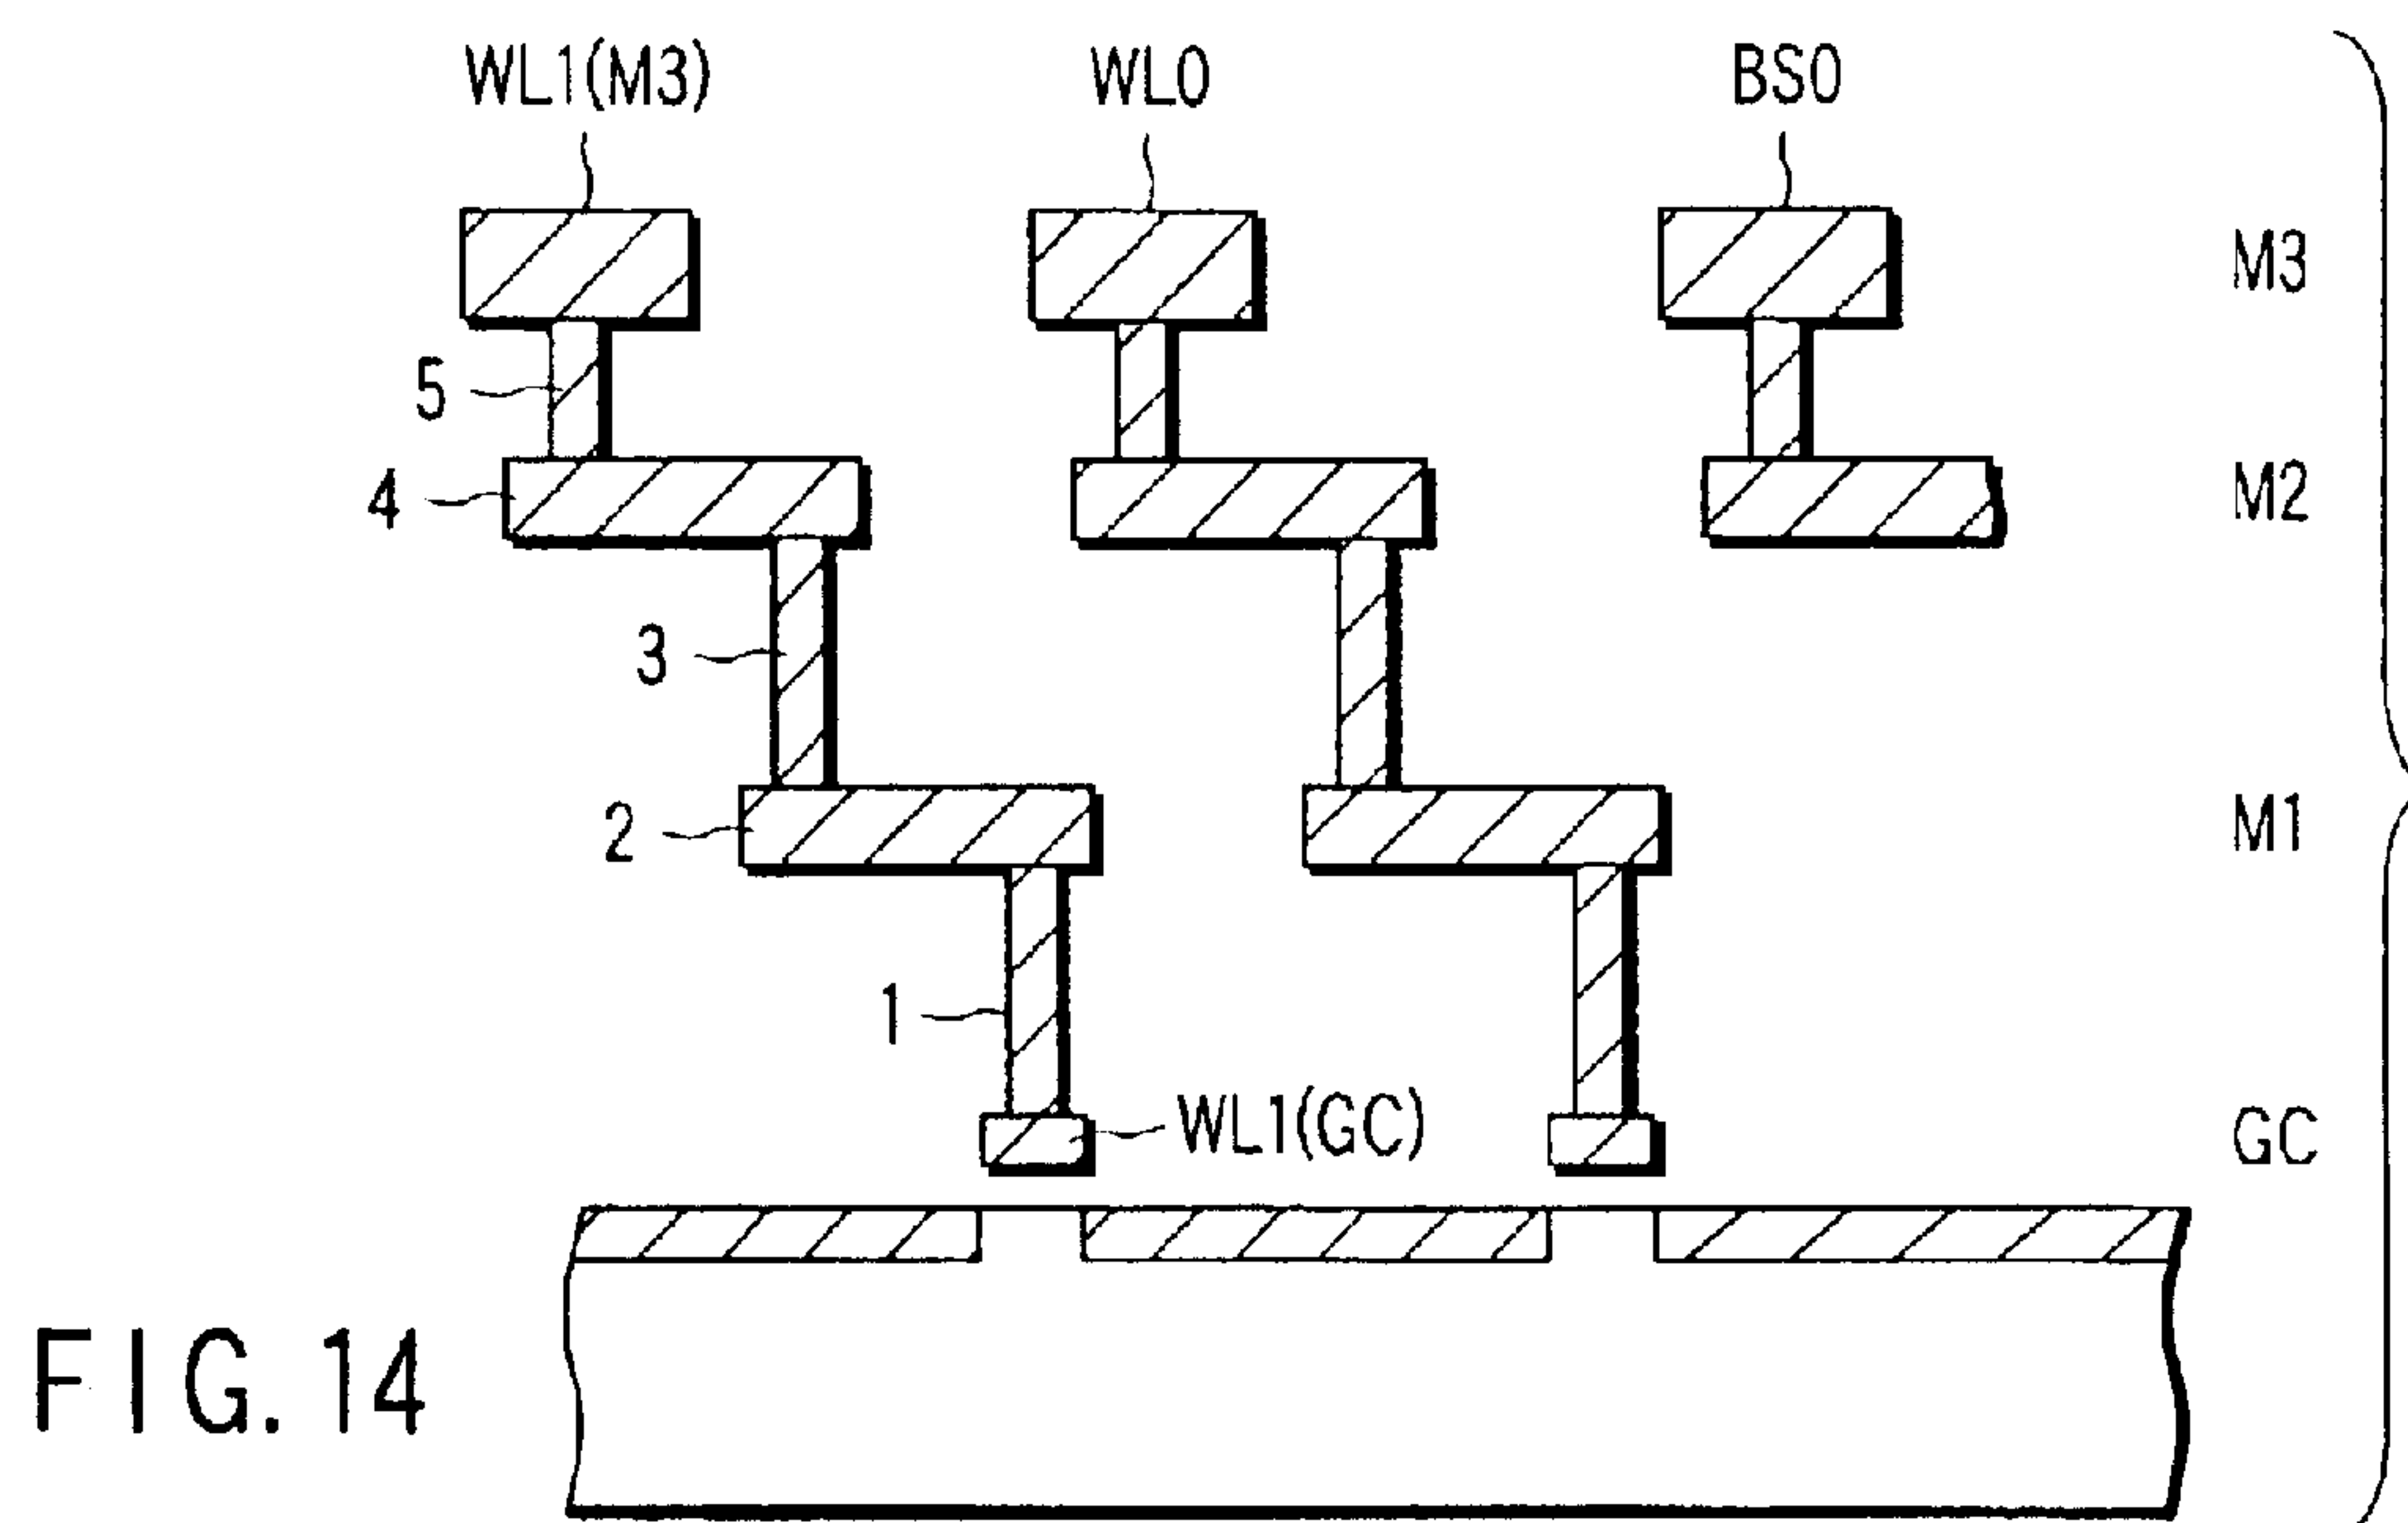 WL1(M3) WL0 BS0
M3
5
4 M2
3
2 M1
1
WL1(GC) GC
FIG.14